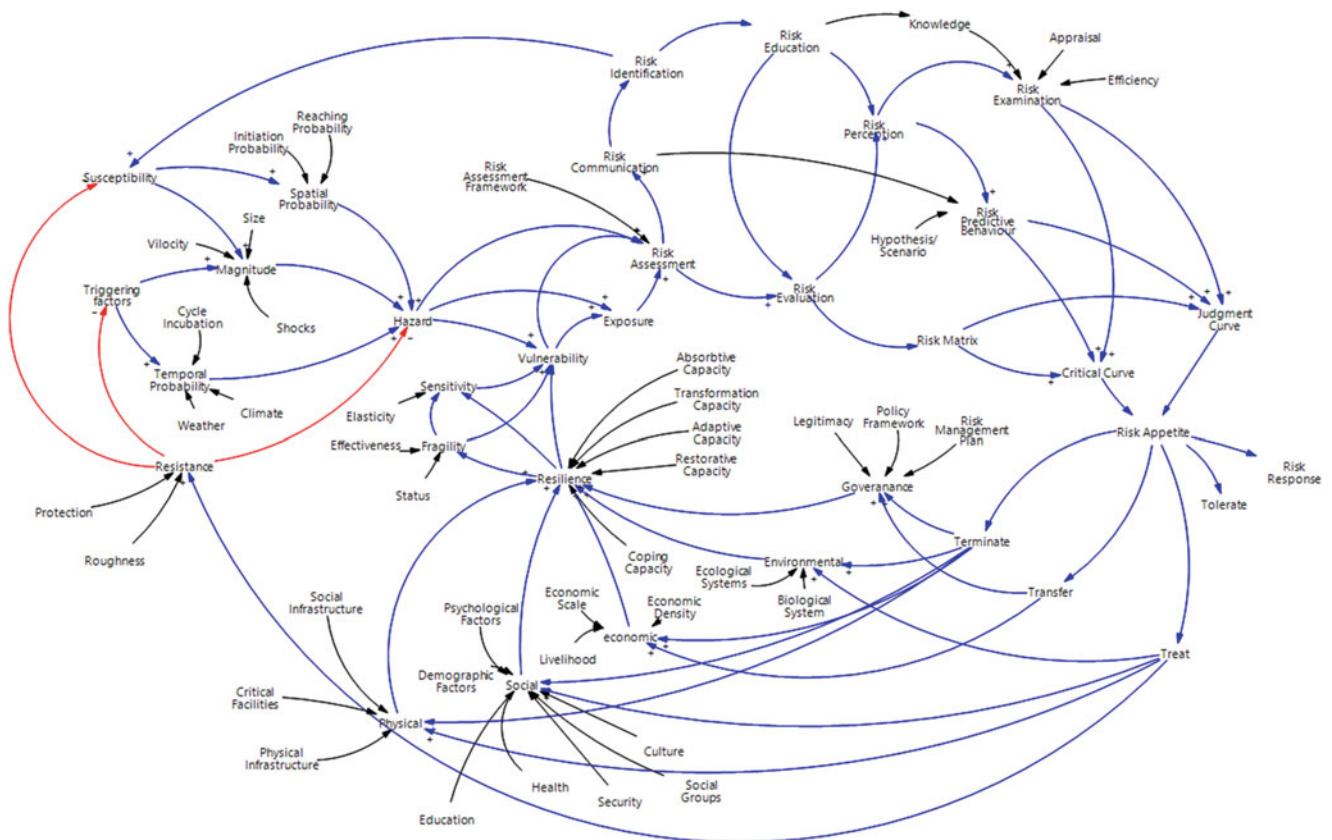 Risk
Education
Knowledge
Appraisal
Efficiency
Risk
Identification
Risk
Examination
Reaching
Probability
Initiation
Probability
Risk
Perception
Risk
Communication
Risk
Assessment
Framework
Susceptibility
Spatial
Probability
Size
Vilocity
Magnitude
Risk
Predictive
Behaviour
Hypothesis/
Scenario
Risk
Assessment
Triggering
factors
Risk
Evaluation
Cycle
Incubation
Shocks
Hazard
Exposure
Judgment
Curve
Risk Matrix
Vulnerability
Absorbtive
Capacity
Critical Curve
Temporal
Probability
Sensitivity
Climate
Weather
Elasticity
Transformation
Capacity
Effectiveness
Fragility
Adaptive
Capacity
Legitimacy
Policy
Framework
Risk
Management
Plan
Risk Appetite
Resistance
Restorative
Capacity
Risk
Response
Resilience
Goveranance
Status
Tolerate
Protection
Roughness
Terminate
Coping
Capacity
Environmental
Ecological
Systems
Biological
System
Transfer
Social
Infrastructure
Psychological
Factors
Economic
Scale
Economic
Density
economic
Livelihood
Treat
Demographic
Factors
Social
Critical
Facilities
Physical
Physical
Infrastructure
Culture
Health
Social
Groups
Security
Education